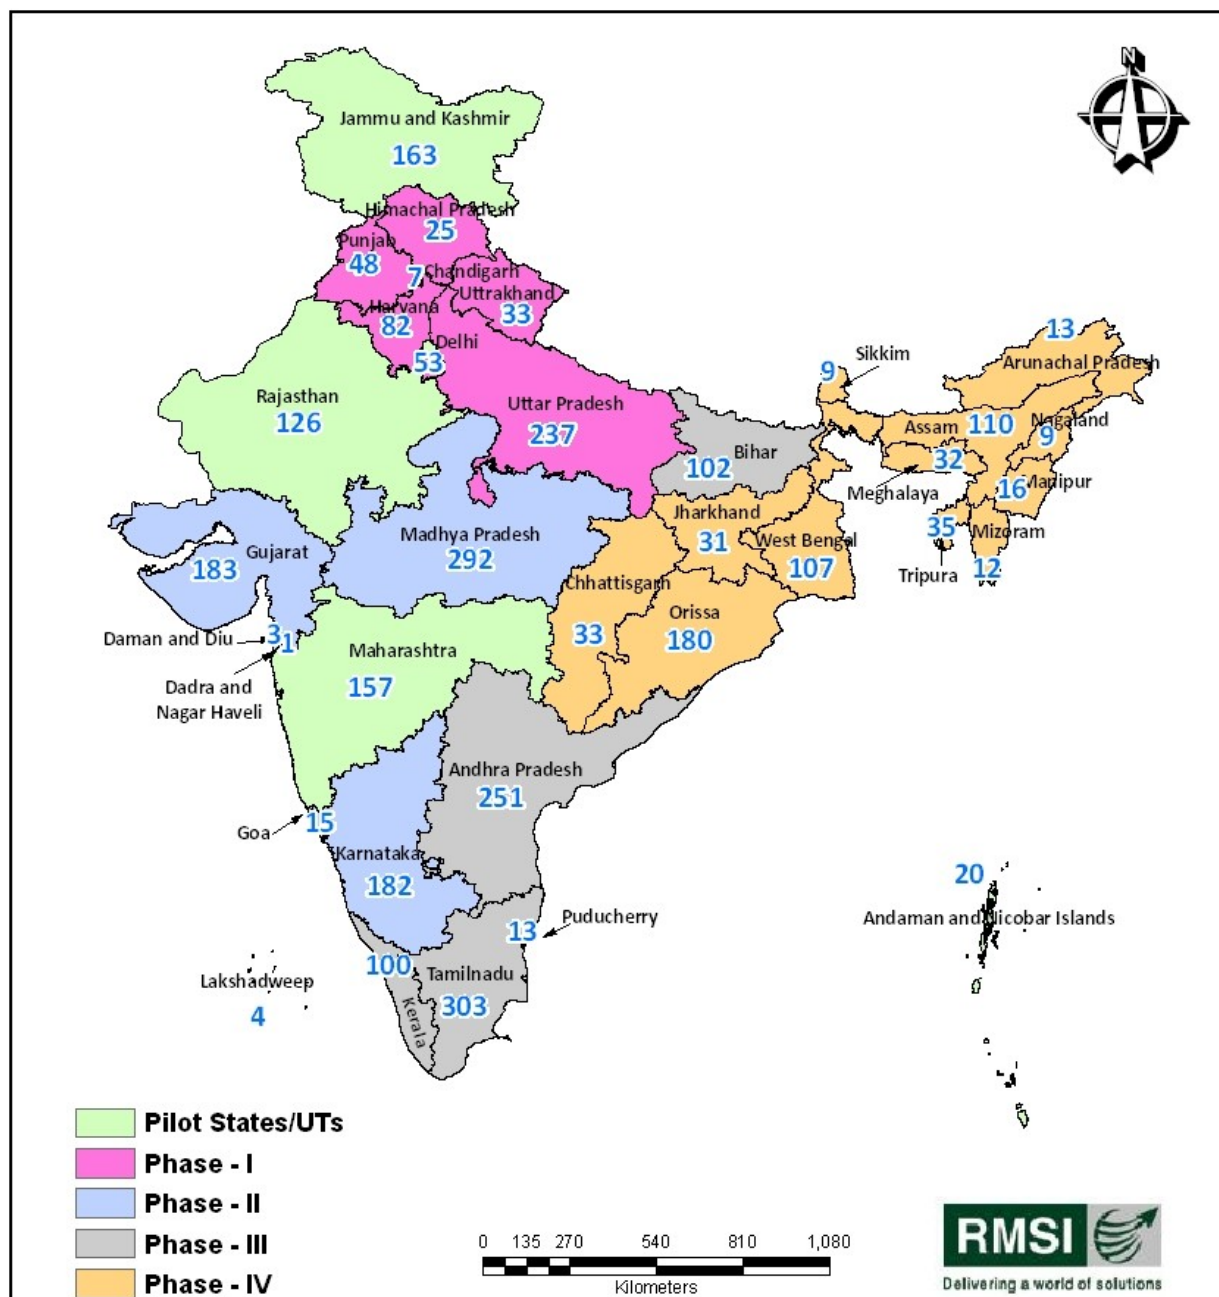 N
Jammu and Kashmir
163
Himachal Pradesh
25
Punjab
48
7
Chandigarh
Uttrakhand
33
Haryana
82
Delhi
53
13
Arunachal Pradesh
Sikkim
9
Rajasthan
126
Uttar Pradesh
237
Assam
110
Nagaland
9
Bihar
102
32
Meghalaya
16
Manipur
Jharkhand
31
West Bengal
107
35
Tripura
Mizoram
12
Madhya Pradesh
292
Gujarat
183
Chhattisgarh
33
Orissa
180
Daman and Diu
3
1
Dadra and
Nagar Haveli
Maharashtra
157
Andhra Pradesh
251
Goa
15
Karnataka
182
20
Andaman and Nicobar Islands
Puducherry
13
100
Kerala
Tamilnadu
303
Lakshadweep
4
Pilot States/UTs
Phase - I
Phase - II
Phase - III
Phase - IV
0 135 270 540 810 1,080
Kilometers
RMSI
Delivering a world of solutions